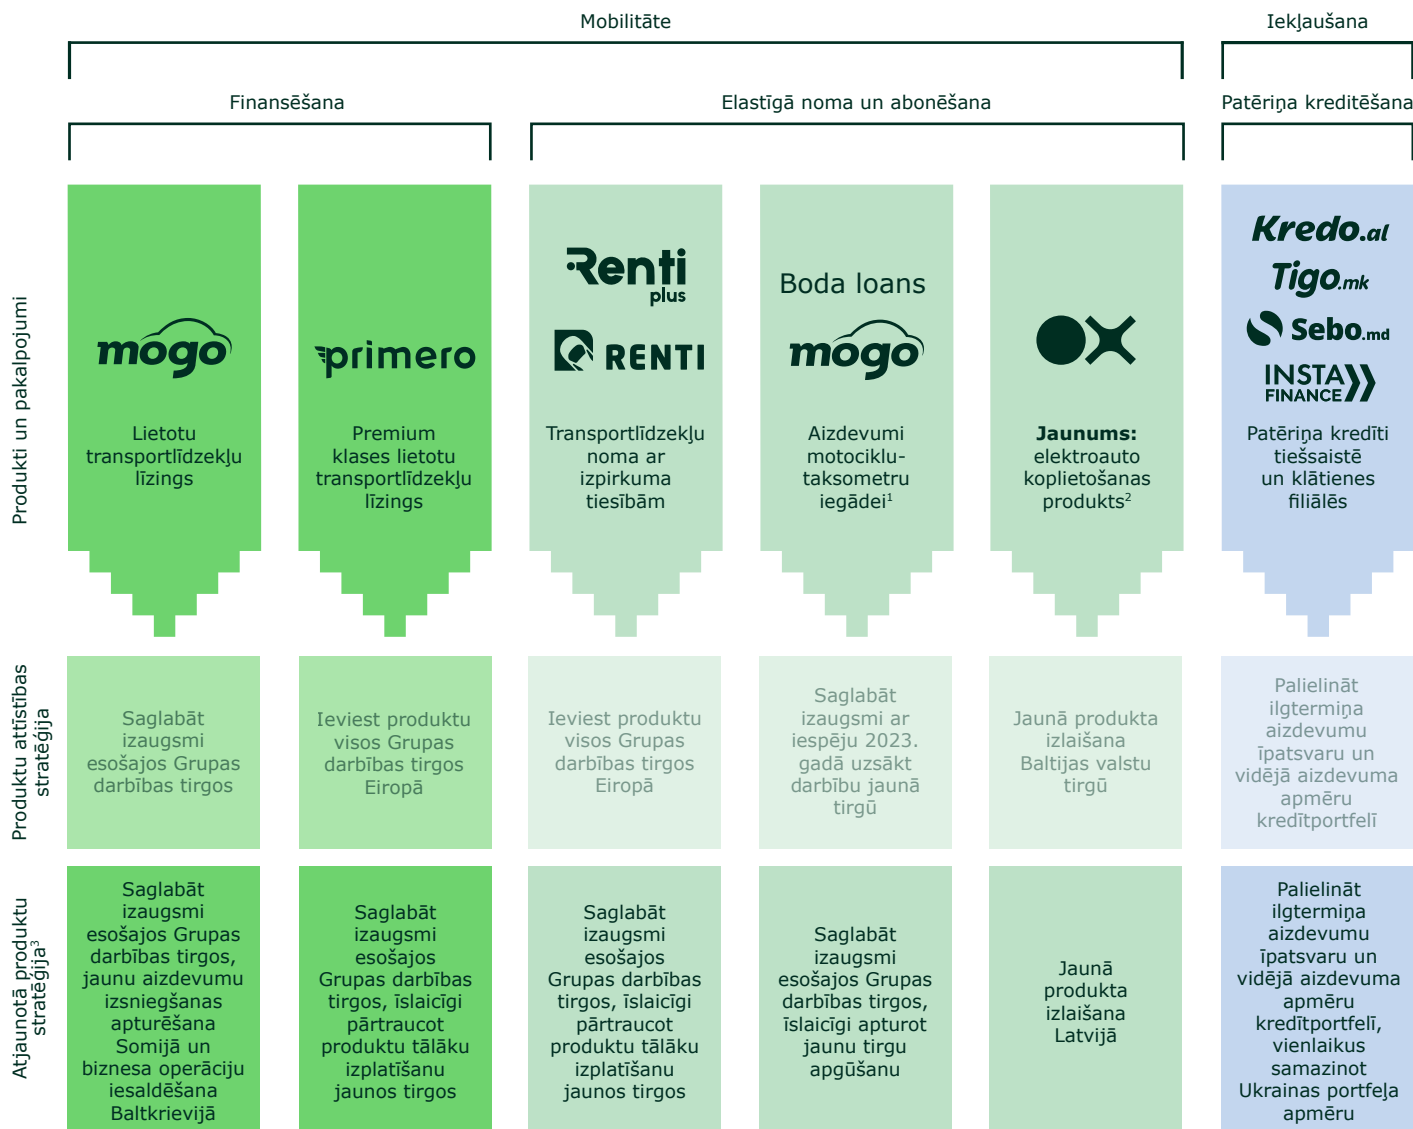 Mobilitāte
Iekļaušana
Finansēšana
Elastīgā noma un abonēšana
Patēriņa kreditēšana
Produkti un pakalpojumi
mogo
Lietotu
transportlīdzekļu
līzings
primero
Premium
klases lietotu
transportlīdzekļu
līzings
Renti
plus
RENTI
Transportlīdzekļu
noma ar
izpirkuma
tiesībām
Boda loans
mogo
Aizdevumi
motociklu-
taksometru
iegādei¹
OX
Jaunums:
elektroauto
koplietošanas
produkts²
Kredo.al
Tigo.mk
Sebo.md
INSTA
FINANCE
Patēriņa kredīti
tiešsaistē
un klātienes
filiālēs
Produktu attīstības
stratēģija
Saglabāt
izaugsmi
esošajos Grupas
darbības tirgos
Ieviest produktu
visos Grupas
darbības tirgos
Eiropā
Ieviest produktu
visos Grupas
darbības tirgos
Eiropā
Saglabāt
izaugsmi ar
iespēju 2023.
gadā uzsākt
darbību jaunā
tirgū
Jaunā produkta
izlaišana
Baltijas valstu
tirgū
Palielināt
ilgtermiņa
aizdevumu
īpatsvaru un
vidējā aizdevuma
apmēru
kredītportfelī
Atjaunotā produktu
stratēģija³
Saglabāt
izaugsmi
esošajos Grupas
darbības tirgos,
jaunu aizdevumu
izsniegšanas
apturēšana
Somijā un
biznesa operāciju
iesaldēšana
Baltkrievijā
Saglabāt
izaugsmi
esošajos
Grupas darbības
tirgos, īslaicīgi
pārtraucot
produktu tālāku
izplatīšanu
jaunos tirgos
Saglabāt
izaugsmi
esošajos
Grupas darbības
tirgos, īslaicīgi
pārtraucot
produktu tālāku
izplatīšanu
jaunos tirgos
Saglabāt
izaugsmi
esošajos Grupas
darbības tirgos,
īslaicīgi apturot
jaunu tirgu
apgūšanu
Jaunā
produkta
izlaišana
Latvijā
Palielināt
ilgtermiņa
aizdevumu
īpatsvaru un
vidējā aizdevuma
apmēru
kredītportfelī,
vienlaikus
samazinot
Ukrainas portfeļa
apmēru